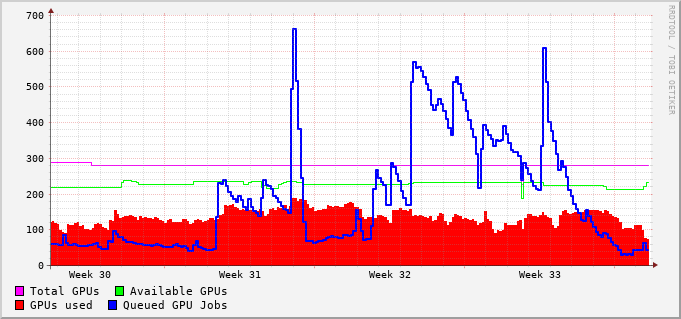 700
600
500
400
300
200
100
0
Week 30 Week 31 Week 32 Week 33
Total GPUs Available GPUs
GPUs used Queued GPU Jobs
RRDTOOL / TOBI OETIKER